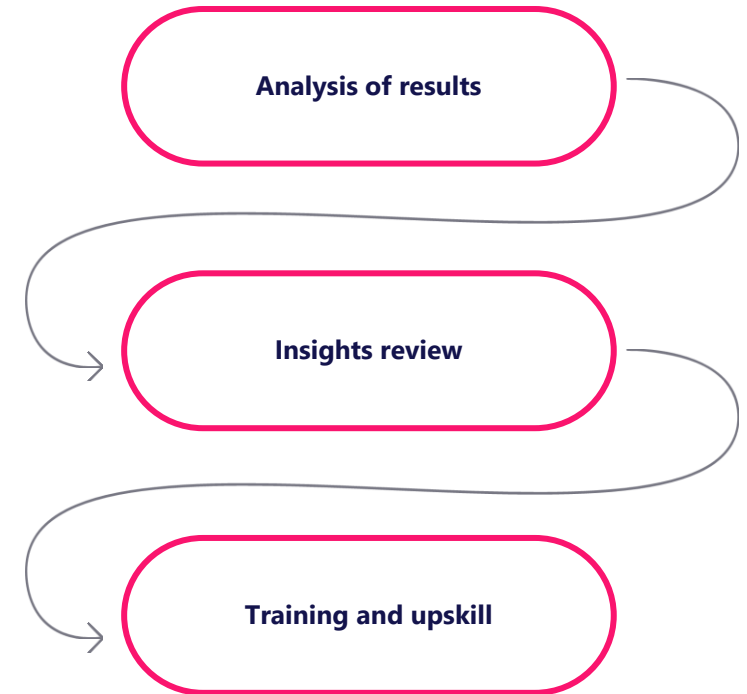 Analysis of results
Insights review
Training and upskill